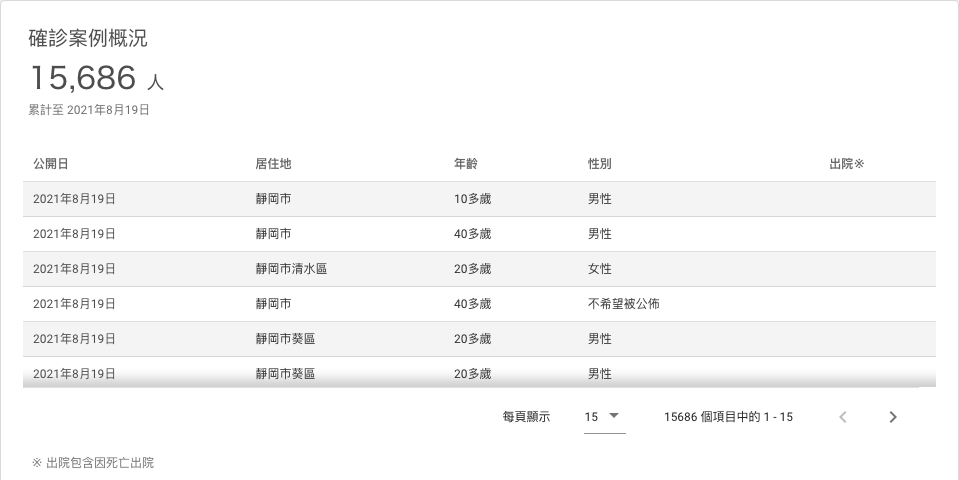 確診案例概況
15,686 人
累計至 2021年8月19日
公開日 居住地 年齡 性別 出院※
2021年8月19日 靜岡市 10多歲 男性
2021年8月19日 靜岡市 40多歲 男性
2021年8月19日 靜岡市清水區 20多歲 女性
2021年8月19日 靜岡市 40多歲 不希望被公佈
2021年8月19日 靜岡市葵區 20多歲 男性
2021年8月19日 靜岡市葵區 20多歲 男性
每頁顯示 15 15686 個項目中的 1 - 15
※ 出院包含因死亡出院